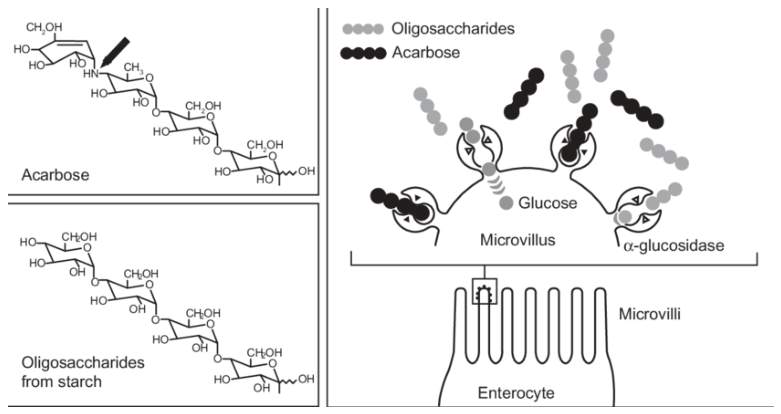 CH₂OH
HO
HO
HO
OH
HN
CH₃
O
HO
OH
O
CH₂OH
O
HO
OH
O
CH₂OH
O
HO
HO
OH
Acarbose
HO
CH₂OH
O
HO
HO
OH
O
CH₂OH
O
HO
HO
OH
O
CH₂OH
O
HO
OH
O
CH₂OH
O
HO
OH
OH
Oligosaccharides
from starch
Oligosaccharides
Acarbose
Glucose
Microvillus
α-glucosidase
Microvilli
Enterocyte